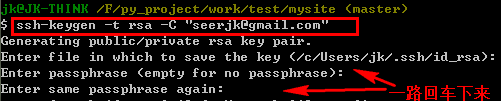 jk@JK-THINK /F/py_project/work/test/mysite (master)
$ ssh-keygen -t rsa -C "seerjk@gmail.com"
Generating public/private rsa key pair.
Enter file in which to save the key (/c/Users/jk/.ssh/id_rsa):
Enter passphrase (empty for no passphrase):
Enter same passphrase again:
一路回车下来